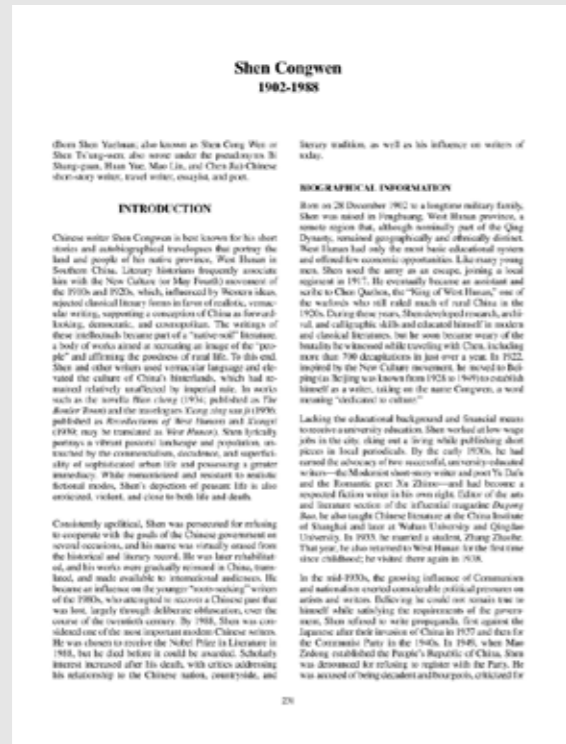 Shen Congwen
1902-1988
(Born Shen Yuehuan; also known as Shen Cong Wen or
Shen Ts'ung-wen; also wrote under the pseudonyms
Mao Lin, and Chinese
short-story writer, travel writer, essayist, and poet.
INTRODUCTION
Chinese writer Shen Congwen is best known for his short
stories and autobiographical travelogues that portray the
land and people of his native province, West Hunan in
Southern China. Literary historians frequently associate
him with the New Culture (or May Fourth) movement of
the 1910s and 1920s, which, influenced by Western ideas,
rejected classical literary forms in favor of realistic, vernac-
ular writing, supporting a conception of China as forward-
looking, democratic, and cosmopolitan. The writings of
these intellectuals became part of a "native-soil" literature,
a body of works aimed at recreating an image of the "peo-
ple" and affirming the goodness of rural life. To this end,
Shen and other writers used vernacular language and ele-
vated the culture of China's hinterlands, which had re-
mained relatively unaffected by imperial rule. In works
such as the novella Bian cheng (1934; published as The
Border Town) and the travelogues Xiang xing san ji (1936;
published as Recollections of West Hunan) and Xiangxi
(1939; may be translated as West Hunan), Shen lyrically
portrays a vibrant pastoral landscape and population, un-
touched by the commercialism, decadence, and superfici-
ality of sophisticated urban life and possessing a greater
immediacy. While romanticized and resistant to realistic
fictional modes, Shen's depiction of peasant life is also
eroticized, violent, and close to both life and death.
Consistently apolitical, Shen was persecuted for refusing
to cooperate with the goals of the Chinese government on
several occasions, and his name was virtually erased from
the historical and literary record. He was later rehabilitat-
ed, and his works were gradually reissued in China, trans-
lated, and made available to international audiences. He
became an influence on the younger "roots-seeking" writers
of the 1980s, who attempted to recover a Chinese past that
was lost, largely through deliberate obfuscation, over the
course of the twentieth century. By 1988, Shen was con-
sidered one of the most important modern Chinese writers.
He was chosen to receive the Nobel Prize in Literature in
1988, but he died before it could be awarded. Scholarly
interest increased after his death, with critics addressing
his relationship to the Chinese nation, countryside, and
literary tradition, as well as his influence on writers of
today.
BIOGRAPHICAL INFORMATION
Born on 28 December 1902 to a longtime military family,
Shen was raised in Fenghuang, West Hunan province, a
remote region that, although nominally part of the Qing
Dynasty, remained geographically and ethnically distinct.
West Hunan had only the most basic educational system
and offered few economic opportunities. Like many young
men, Shen used the army as an escape, joining a local
regiment in 1917. He eventually became an assistant and
scribe to Chen Quzhen, the "King of West Hunan," one of
the warlords who still ruled much of rural China in the
1920s. During these years, Shen developed research, archi-
val, and calligraphic skills and educated himself in modern
and classical literatures, but he soon became weary of the
brutality he witnessed while traveling with Chen, including
more than 700 decapitations in just over a year. In 1922,
inspired by the New Culture movement, he moved to Bei-
ping (as Beijing was known from 1928 to 1949) to establish
himself as a writer, taking on the name Congwen, a word
meaning "dedicated to culture."
Lacking the educational background and financial means
to receive a university education, Shen worked at low-wage
jobs in the city, eking out a living while publishing short
pieces in local periodicals. By the early 1930s, he had
earned the advocacy of two successful, university-educated
writers—the Modernist short-story writer and poet Yu Dafu
and the Romantic poet Xu Zhimo—and had become a
respected fiction writer in his own right. Editor of the arts
and literature section of the influential magazine Dagong
Bao, he also taught Chinese literature at the China Institute
of Shanghai and later at Wuhan University and Qingdao
University. In 1933, he married a student, Zhang Zhaohe.
That year, he also returned to West Hunan for the first time
since childhood; he visited there again in 1938.
In the mid-1930s, the growing influence of Communism
and nationalism exerted considerable political pressures on
artists and writers. Believing he could not remain true to
himself while satisfying the requirements of the govern-
ment, Shen refused to write propaganda, first against the
Japanese after their invasion of China in 1937 and then for
the Communist Party in the 1940s. In 1949, when Mao
Zedong established the People's Republic of China, Shen
was denounced for refusing to register with the Party. He
was accused of being decadent and bourgeois, criticized for